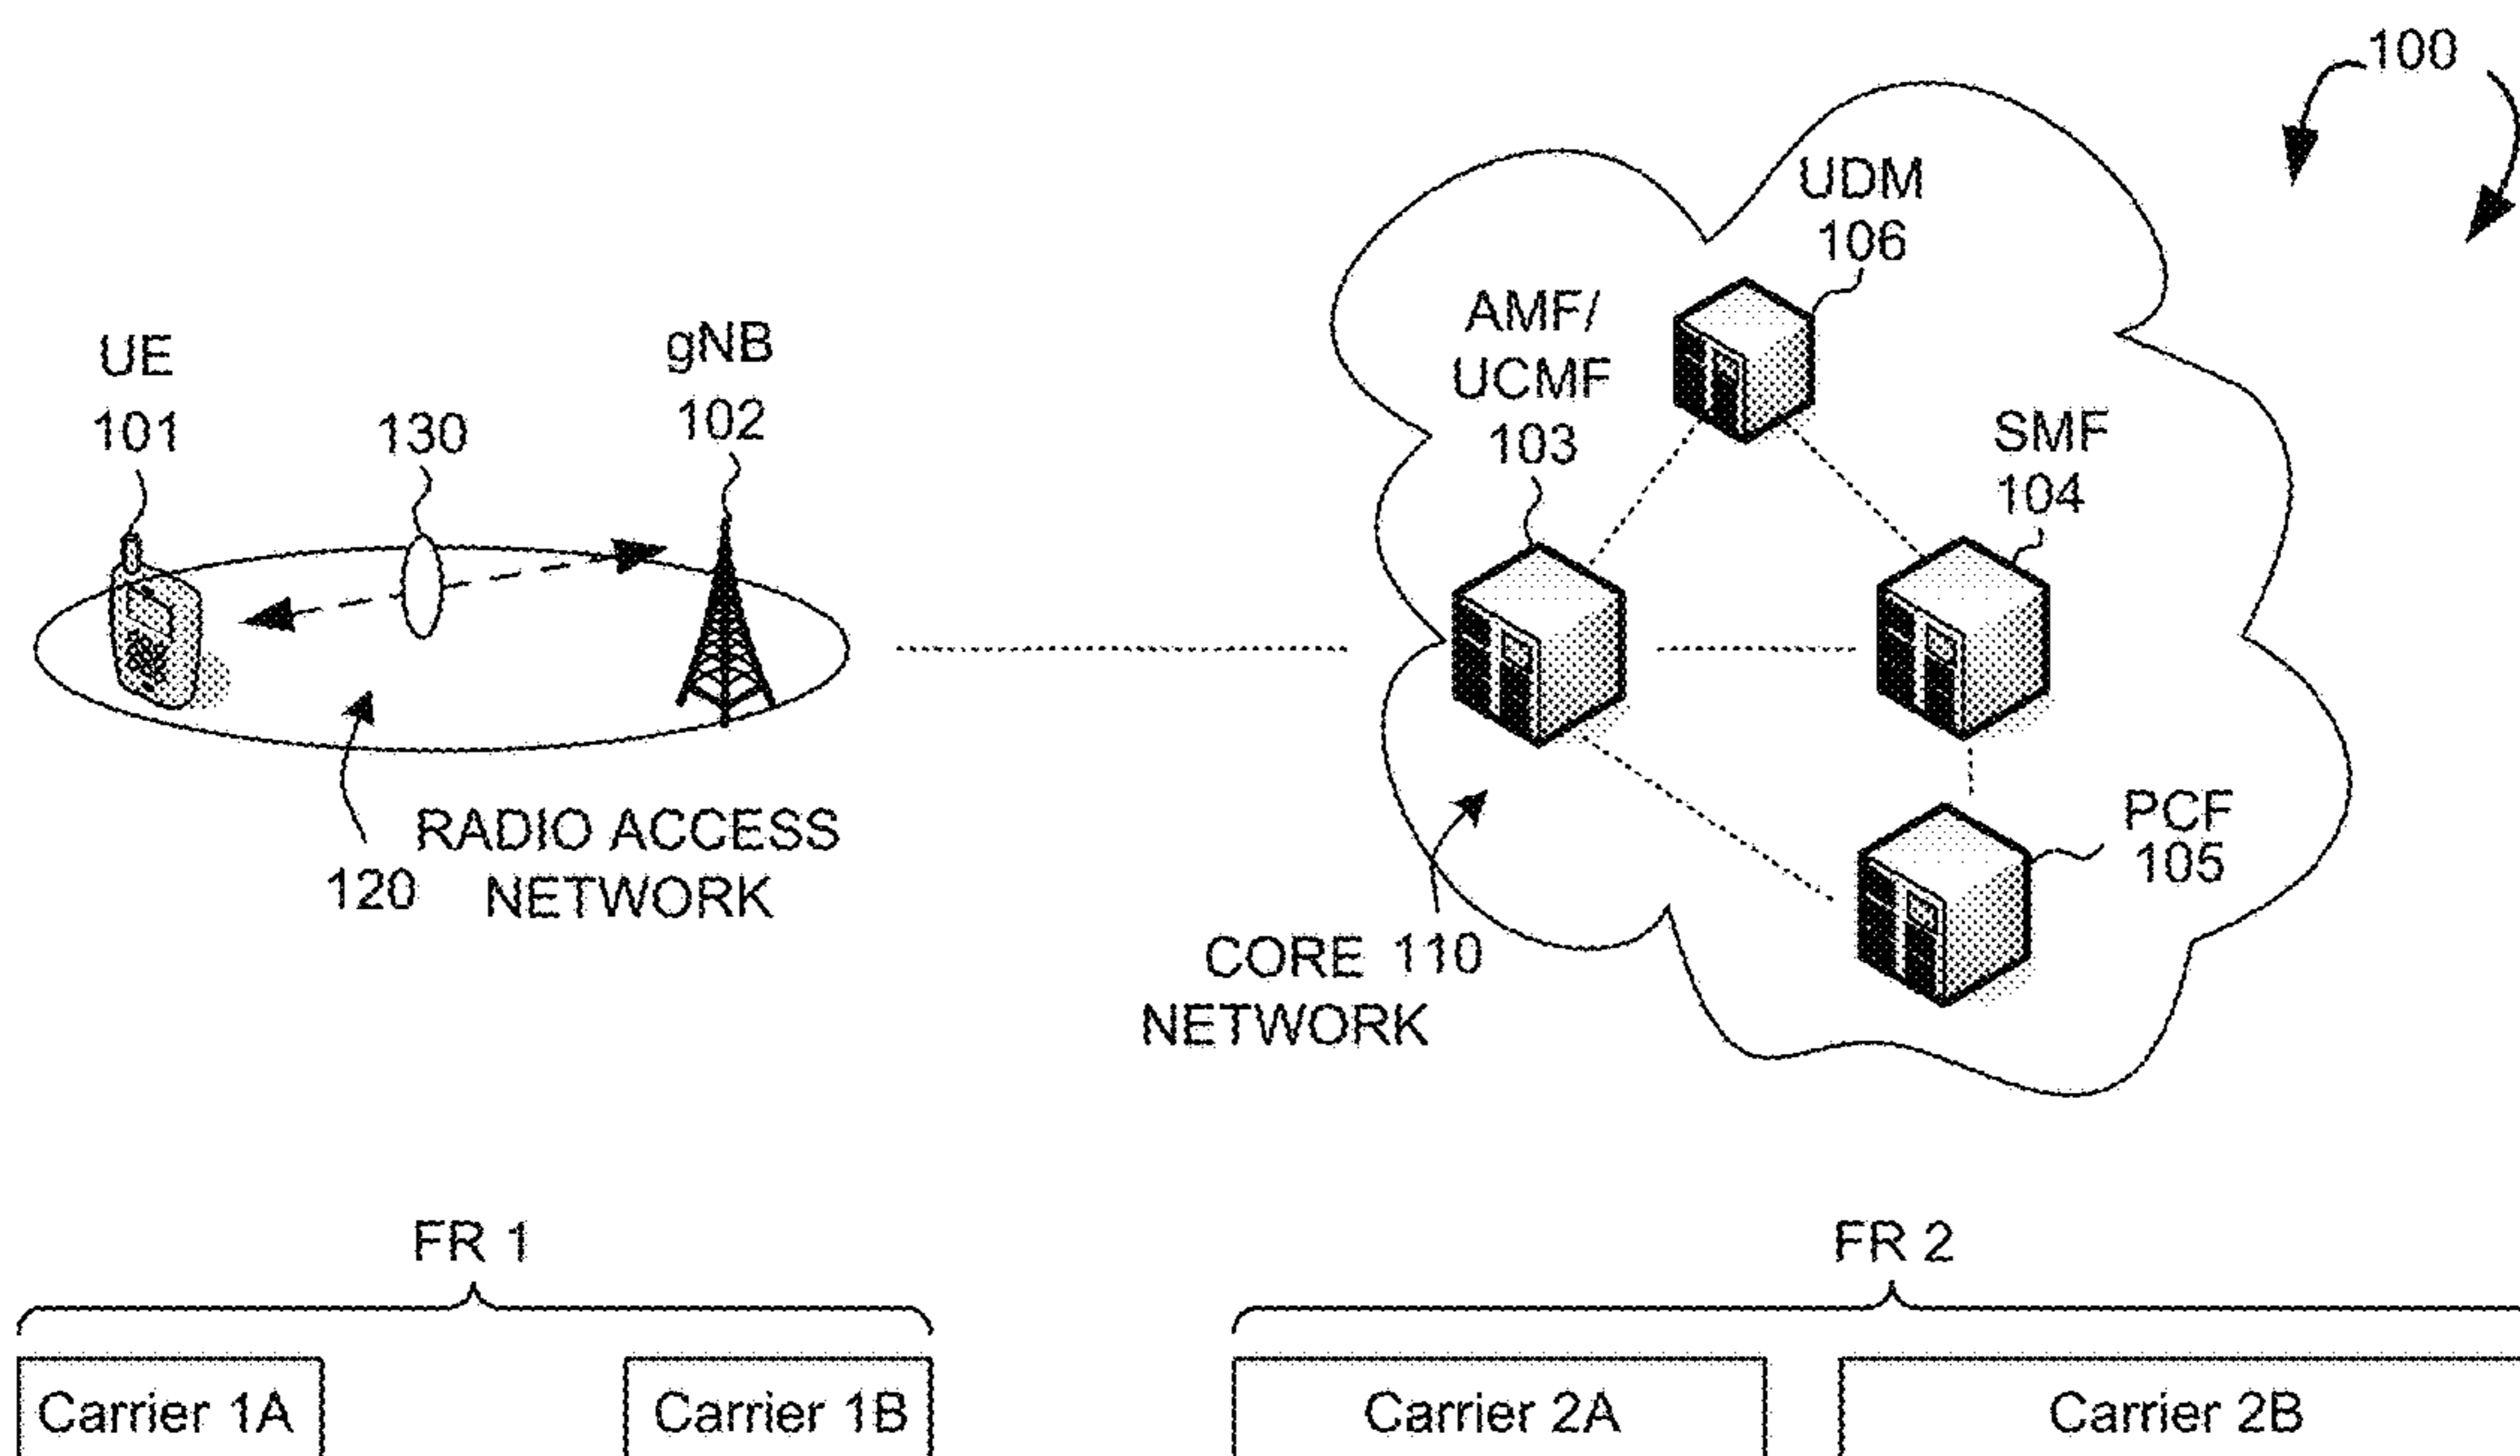 100
UDM
106
AMF/
UCMF
103
SMF
104
UE
101
130
gNB
102
PCF
105
RADIO ACCESS
NETWORK
120
CORE 110
NETWORK
FR 1
FR 2
Carrier 1A
Carrier 1B
Carrier 2A
Carrier 2B